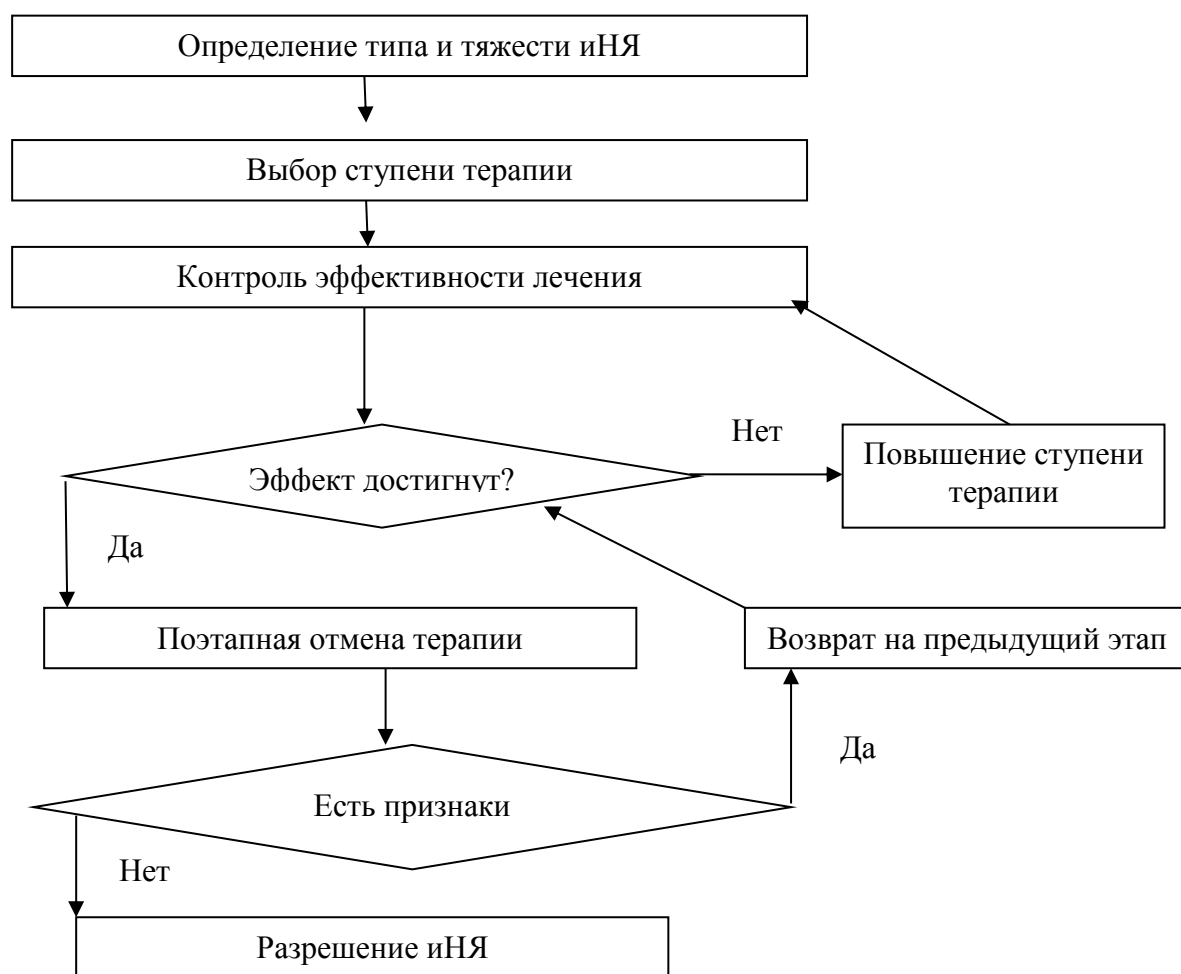 Определение типа и тяжести иНЯ
Выбор ступени терапии
Контроль эффективности лечения
Нет
Повышение ступени
терапии
Эффект достигнут?
Да
Поэтапная отмена терапии
Возврат на предыдущий этап
Да
Есть признаки
Нет
Разрешение иНЯ